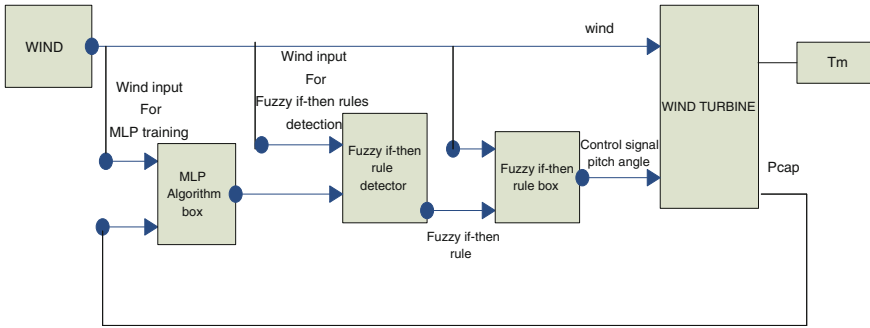 WIND
wind
Wind input
For
MLP training
Wind input
For
Fuzzy if-then rules
detection
MLP
Algorithm
box
Fuzzy if-then
rule
detector
Fuzzy if-then
rule
Fuzzy if-then
rule box
Control signal
pitch angle
WIND TURBINE
Tm
Pcap